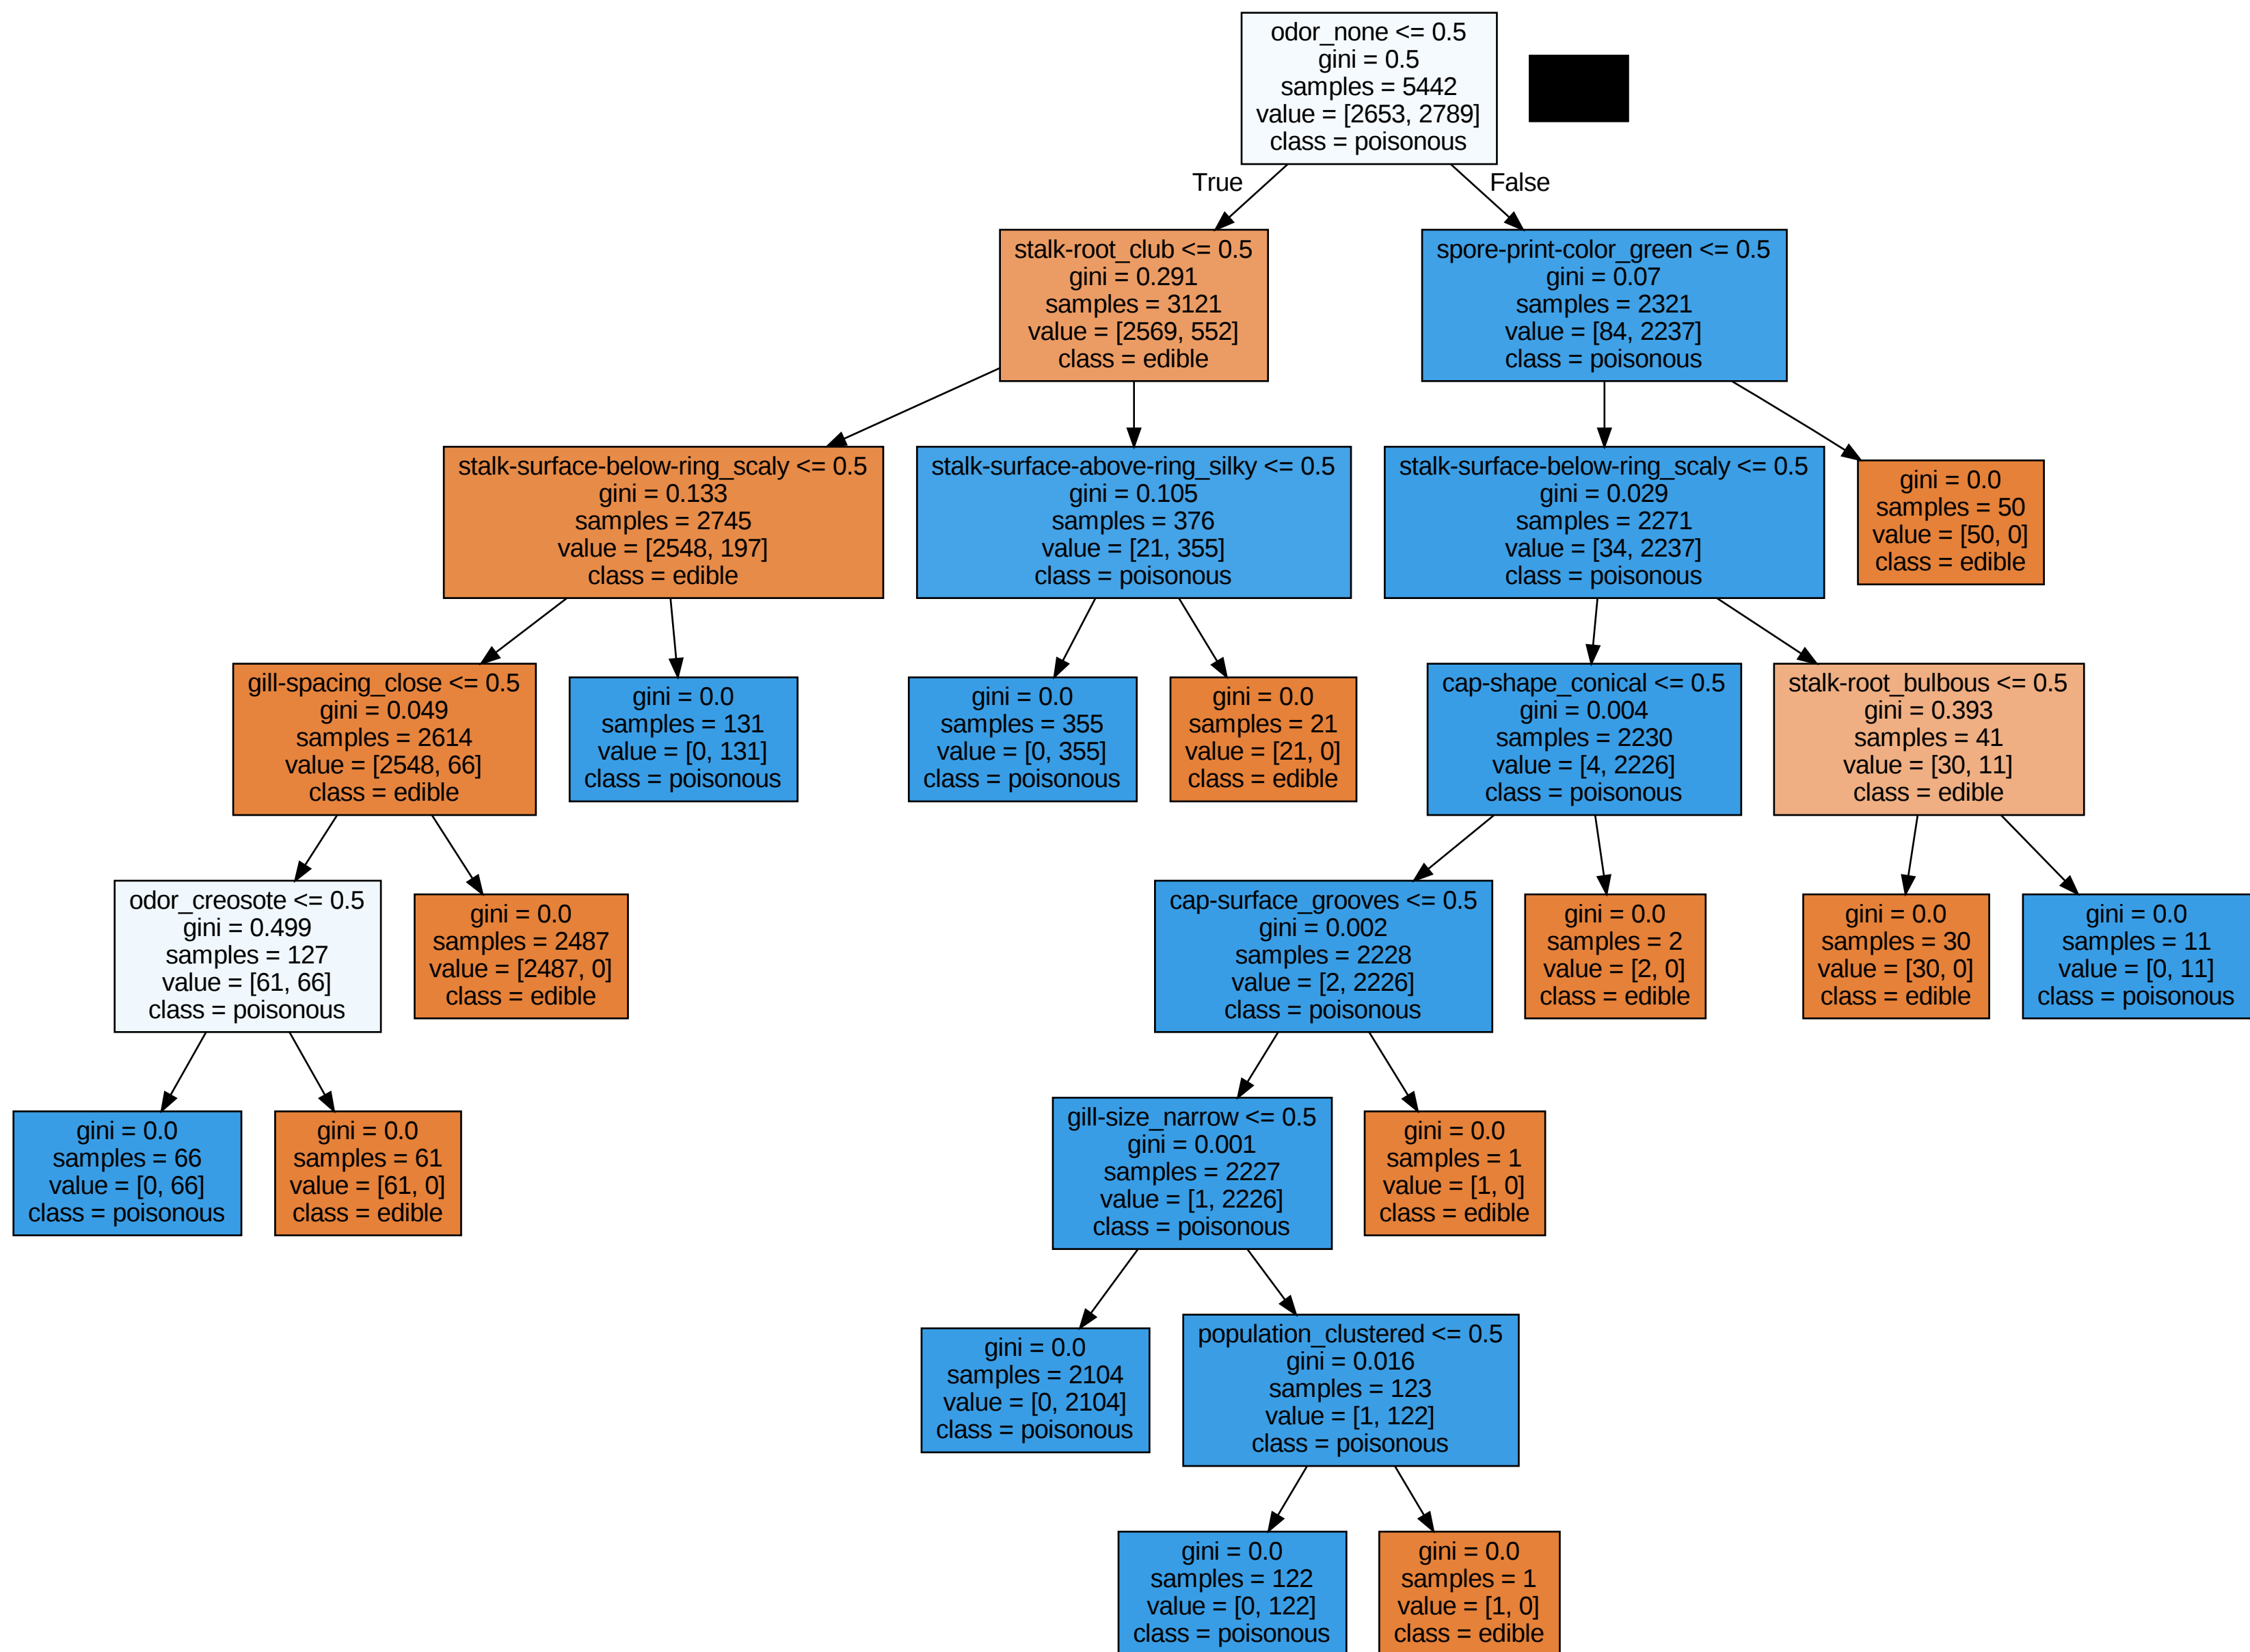 odor_none <= 0.5
gini = 0.5
samples = 5442
value = [2653, 2789]
class = poisonous
True
False
stalk-root_club <= 0.5
gini = 0.291
samples = 3121
value = [2569, 552]
class = edible
spore-print-color_green <= 0.5
gini = 0.07
samples = 2321
value = [84, 2237]
class = poisonous
stalk-surface-below-ring_scaly <= 0.5
gini = 0.133
samples = 2745
value = [2548, 197]
class = edible
stalk-surface-above-ring_silky <= 0.5
gini = 0.105
samples = 376
value = [21, 355]
class = poisonous
stalk-surface-below-ring_scaly <= 0.5
gini = 0.029
samples = 2271
value = [34, 2237]
class = poisonous
gini = 0.0
samples = 50
value = [50, 0]
class = edible
gill-spacing_close <= 0.5
gini = 0.049
samples = 2614
value = [2548, 66]
class = edible
gini = 0.0
samples = 131
value = [0, 131]
class = poisonous
gini = 0.0
samples = 355
value = [0, 355]
class = poisonous
gini = 0.0
samples = 21
value = [21, 0]
class = edible
cap-shape_conical <= 0.5
gini = 0.004
samples = 2230
value = [4, 2226]
class = poisonous
stalk-root_bulbous <= 0.5
gini = 0.393
samples = 41
value = [30, 11]
class = edible
odor_creosote <= 0.5
gini = 0.499
samples = 127
value = [61, 66]
class = poisonous
gini = 0.0
samples = 2487
value = [2487, 0]
class = edible
cap-surface_grooves <= 0.5
gini = 0.002
samples = 2228
value = [2, 2226]
class = poisonous
gini = 0.0
samples = 2
value = [2, 0]
class = edible
gini = 0.0
samples = 30
value = [30, 0]
class = edible
gini = 0.0
samples = 11
value = [0, 11]
class = poisonous
gini = 0.0
samples = 66
value = [0, 66]
class = poisonous
gini = 0.0
samples = 61
value = [61, 0]
class = edible
gill-size_narrow <= 0.5
gini = 0.001
samples = 2227
value = [1, 2226]
class = poisonous
gini = 0.0
samples = 1
value = [1, 0]
class = edible
gini = 0.0
samples = 2104
value = [0, 2104]
class = poisonous
population_clustered <= 0.5
gini = 0.016
samples = 123
value = [1, 122]
class = poisonous
gini = 0.0
samples = 122
value = [0, 122]
class = poisonous
gini = 0.0
samples = 1
value = [1, 0]
class = edible